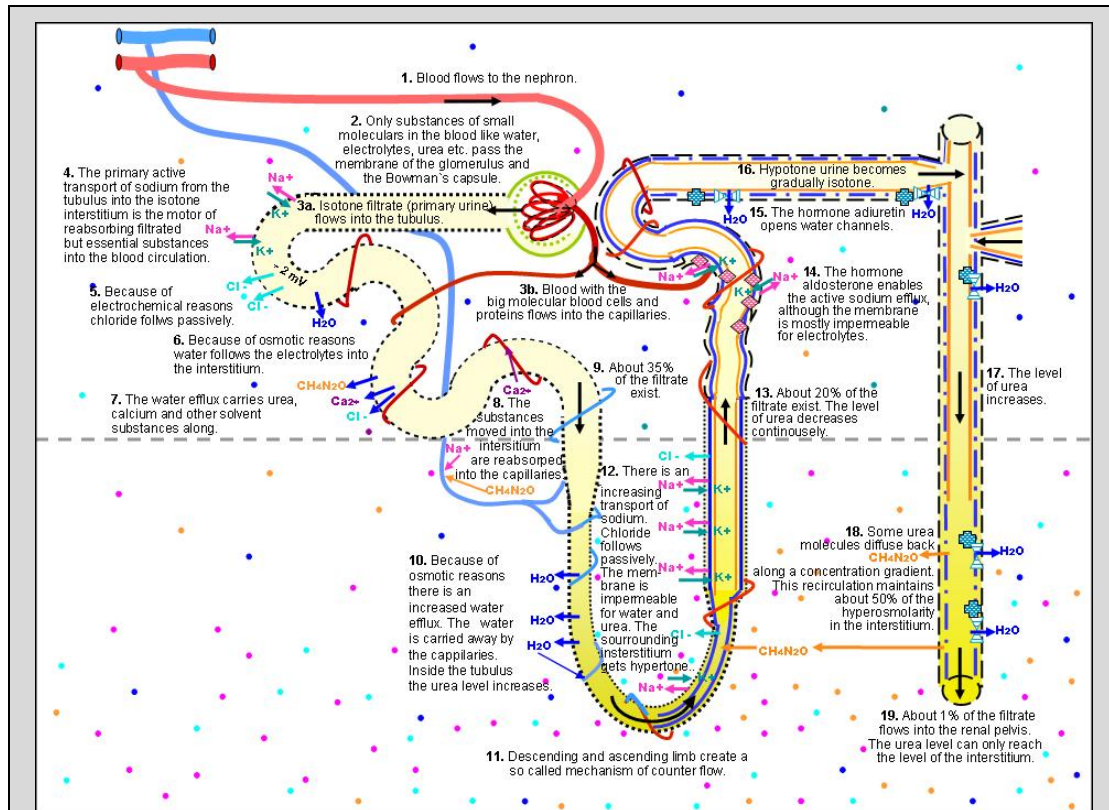 1. Blood flows to the nephron.
2. Only substances of small
moleculars in the blood like water,
electrolytes, urea etc. pass the
membrane of the glomerulus and
the Bowman`s capsule.
3a. Isotone filtrate (primary urine)
flows into the tubulus.
4. The primary active
transport of sodium from the
tubulus into the isotone
interstitium is the motor of
reabsorbing filtrated
but essential substances
into the blood circulation.
Na+
K+
Na+
K+
Cl -
Cl -
2 mV
H2O
5. Because of
electrochemical reasons
chloride follws passively.
3b. Blood with the
big molecular blood cells and
proteins flows into the capillaries.
6. Because of osmotic reasons
water follows the electrolytes into
the interstitium.
CH4N2O
Ca2+
Cl -
7. The water efflux carries urea,
calcium and other solvent
substances along.
Ca2+
8. The
substances
moved into the
intersitium
are reabsorped
into the capillaries.
Na+
CH4N2O
9. About 35%
of the filtrate
exist.
10. Because of
osmotic reasons
there is an
increased water
efflux. The water
is carried away by
the cappilaries.
Inside the tubulus
the urea level increases.
H2O
H2O
H2O
11. Descending and ascending limb create a
so called mechanism of counter flow.
12. There is an
increasing
transport of
sodium.
Chloride
follows
passively.
The mem-
brane is
impermeable
for water and
urea. The
sourrounding
insterstitium
gets hypertone..
Cl -
Na+
K+
Na+
K+
Na+
K+
Cl -
K+
Na+
13. About 20% of the
filtrate exist. The level
of urea decreases
continously.
Na+
K+
K+
Na+
14. The hormone
aldosterone enables
the active sodium efflux,
although the membrane
is mostly impermeable
for electrolytes.
15. The hormone adiuretin
opens water channels.
H2O
H2O
16. Hypotone urine becomes
gradually isotone.
H2O
17. The level
of urea
increases.
18. Some urea
molecules diffuse back
CH4N2O
along a concentration gradient.
This recirculation maintains
about 50% of the
hyperosmolarity
in the interstitium.
H2O
H2O
CH4N2O
19. About 1% of the filtrate
flows into the renal pelvis.
The urea level can only reach
the level of the interstitium.